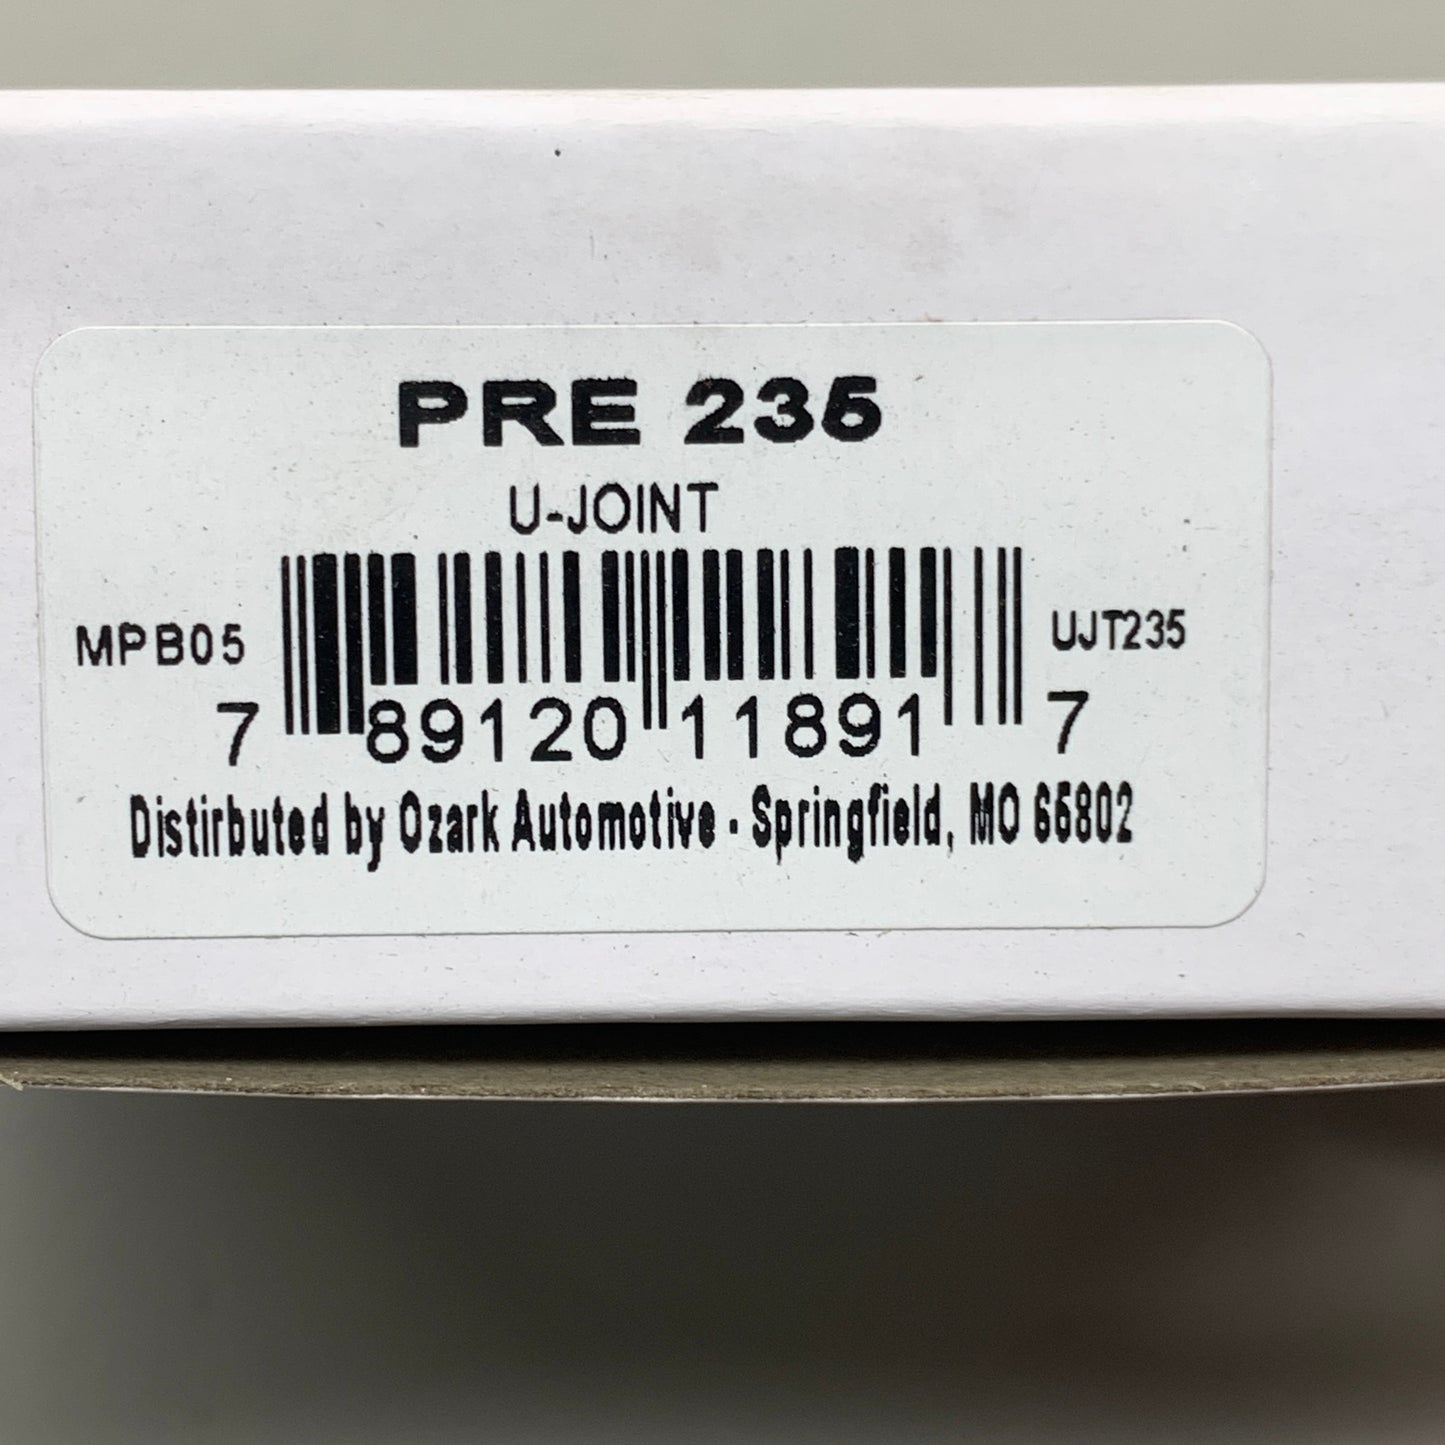 PRE 235
U-JOINT
MPB05
UJT235
7 89120 11891 7
Distirbuted by Ozark Automotive - Springfield, MO 65802